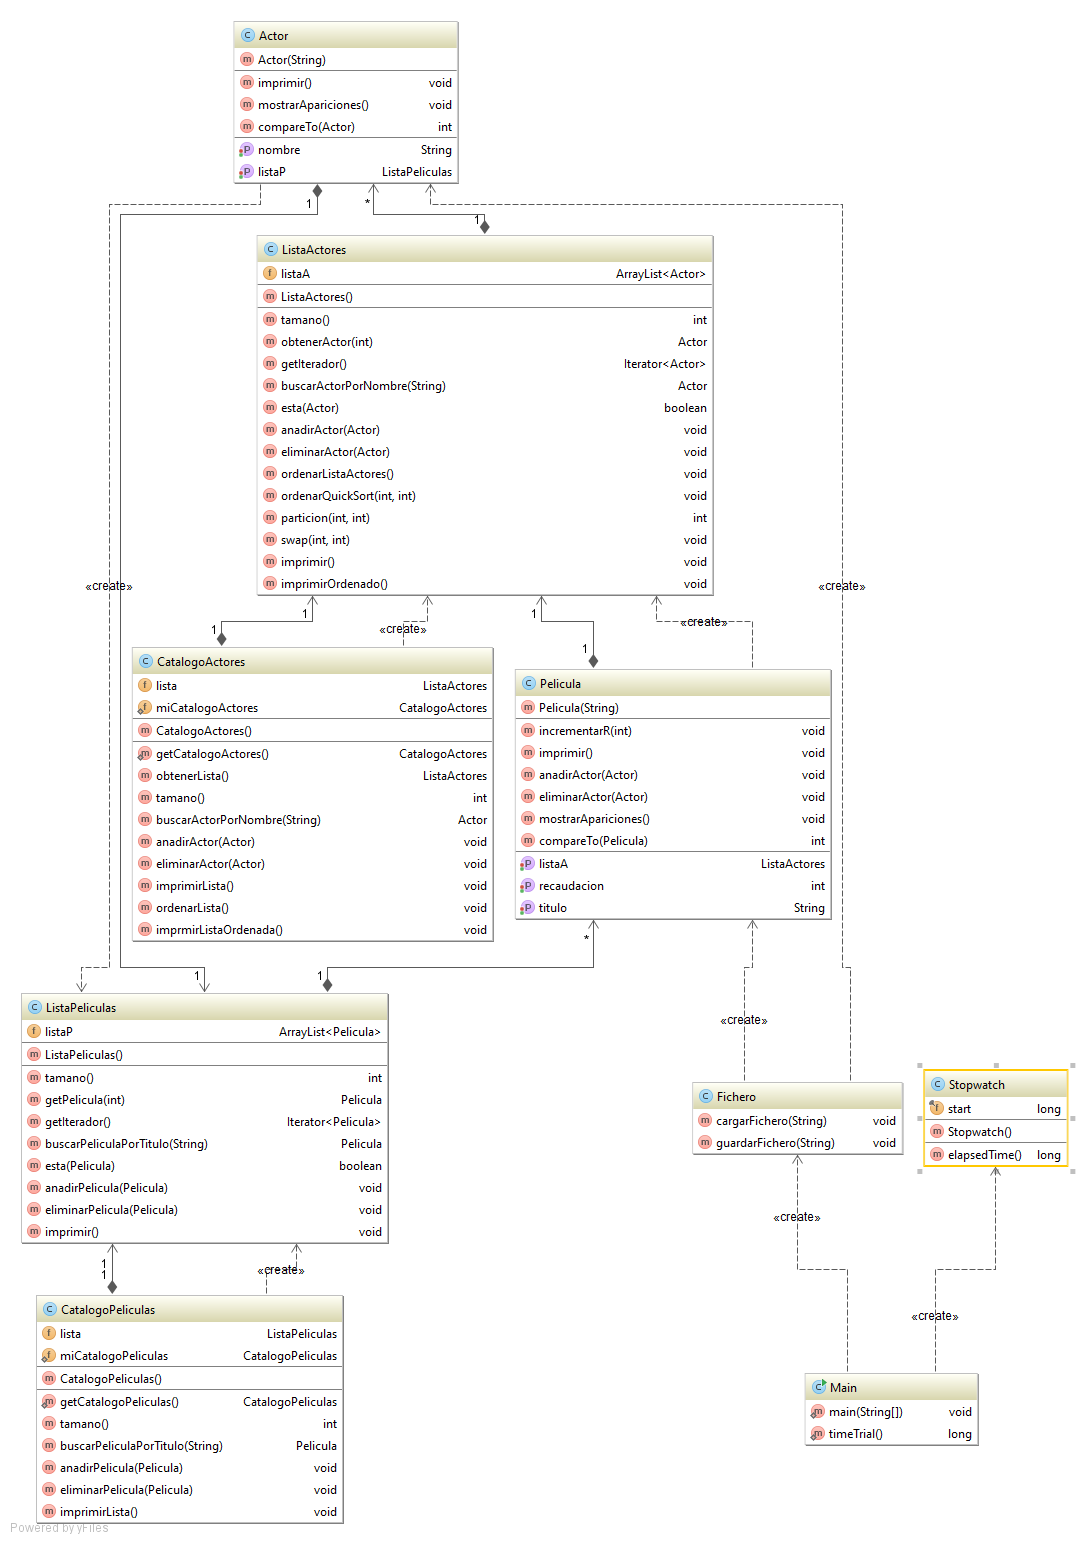 Actor
Actor(String)
imprimir() void
mostrarApariciones() void
compareTo(Actor) int
nombre String
listaP ListaPeliculas
1
*
1
ListaActores
listaA ArrayList<Actor>
ListaActores()
tamano() int
obtenerActor(int) Actor
getIterador() Iterator<Actor>
buscarActorPorNombre(String) Actor
esta(Actor) boolean
anadirActor(Actor) void
eliminarActor(Actor) void
ordenarListaActores() void
ordenarQuickSort(int, int) void
particion(int, int) int
swap(int, int) void
imprimir() void
imprimirOrdenado() void
«create»
«create»
1
1
«create»
1
1
«create»
CatalogoActores
lista ListaActores
miCatalogoActores CatalogoActores
CatalogoActores()
getCatalogoActores() CatalogoActores
obtenerLista() ListaActores
tamano() int
buscarActorPorNombre(String) Actor
anadirActor(Actor) void
eliminarActor(Actor) void
imprimirLista() void
ordenarLista() void
imprmirListaOrdenada() void
Pelicula
Pelicula(String)
incrementarR(int) void
imprimir() void
anadirActor(Actor) void
eliminarActor(Actor) void
mostrarApariciones() void
compareTo(Pelicula) int
listaA ListaActores
recaudacion int
titulo String
*
1
1
ListaPeliculas
listaP ArrayList<Pelicula>
ListaPeliculas()
tamano() int
getPelicula(int) Pelicula
getIterador() Iterator<Pelicula>
buscarPeliculaPorTitulo(String) Pelicula
esta(Pelicula) boolean
anadirPelicula(Pelicula) void
eliminarPelicula(Pelicula) void
imprimir() void
«create»
Fichero
cargarFichero(String) void
guardarFichero(String) void
Stopwatch
start long
Stopwatch()
elapsedTime() long
«create»
1
1
«create»
«create»
CatalogoPeliculas
lista ListaPeliculas
miCatalogoPeliculas CatalogoPeliculas
CatalogoPeliculas()
getCatalogoPeliculas() CatalogoPeliculas
tamano() int
buscarPeliculaPorTitulo(String) Pelicula
anadirPelicula(Pelicula) void
eliminarPelicula(Pelicula) void
imprimirLista() void
Main
main(String[]) void
timeTrial() long
Powered by yFiles